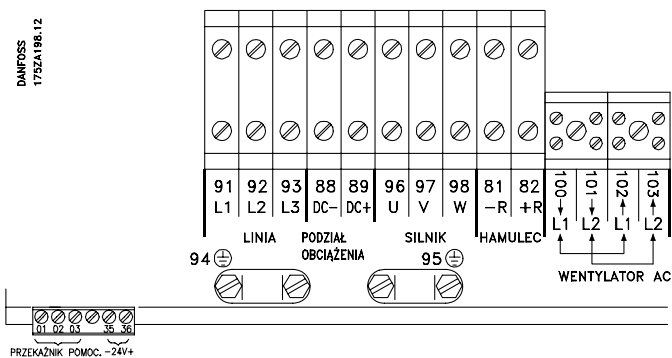 DANFOSS
175ZA198.12
91 92 93 88 89 96 97 98 81 82
L1 L2 L3 DC- DC+ U V W -R +R
100 101 102 103
L1 L2 L1 L2
LINIA PODZIAŁ OBCIĄŻENIA SILNIK HAMULEC
94 95
WENTYLATOR AC
01 02 03 35 36
PRZEKAŹNIK POMOC. -24V+